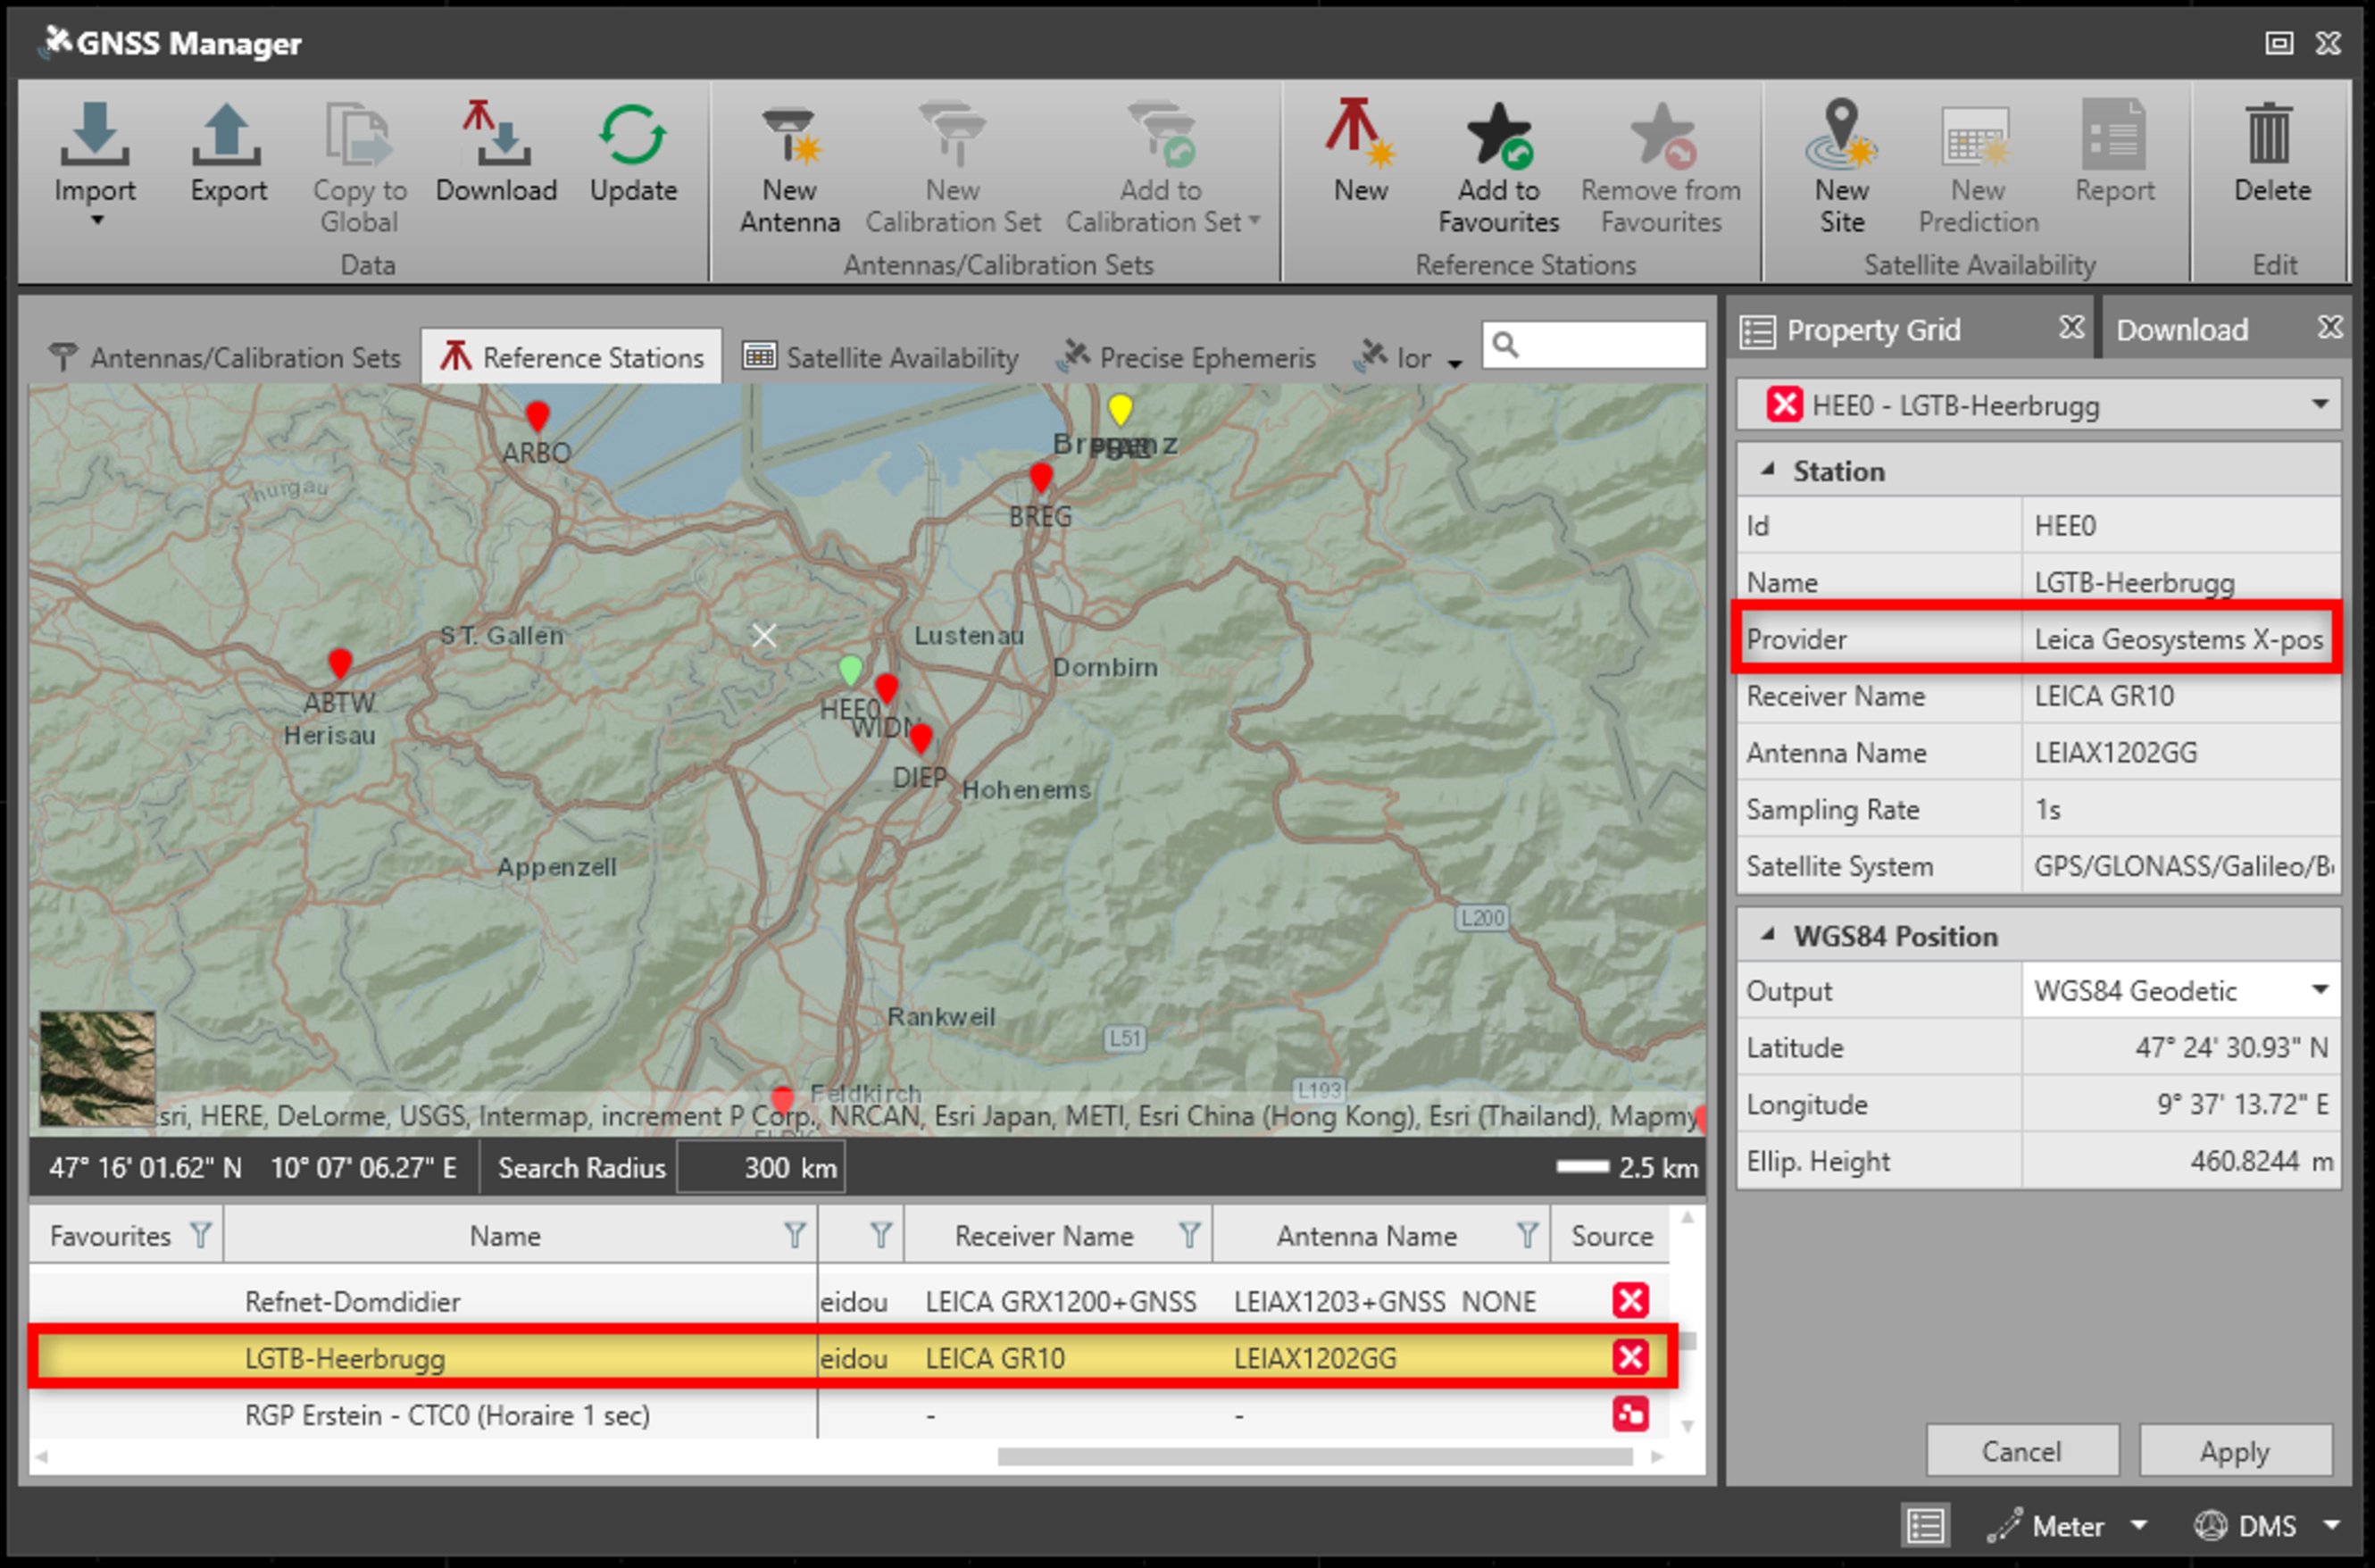 GNSS Manager
Import
Export
Copy to
Global
Download
Update
Data
New
Antenna
New
Calibration Set
Add to
Calibration Set
Antennas/Calibration Sets
New
Add to
Favourites
Remove from
Favourites
Reference Stations
New
Site
New
Prediction
Report
Satellite Availability
Delete
Edit
Antennas/Calibration Sets
Reference Stations
Satellite Availability
Precise Ephemeris
Ior
ARBO
Thurgau
BREG
ST. Gallen
Lustenau
Dornbirn
ABTW
Herisau
HEE0
WIDN
DIEP
Hohenems
Appenzell
L200
Rankweil
L51
L193
Feldkirch
sri, HERE, DeLorme, USGS, Intermap, increment P Corp., NRCAN, Esri Japan, METI, Esri China (Hong Kong), Esri (Thailand), Mapmy
47° 16' 01.62" N 10° 07' 06.27" E Search Radius 300 km 2.5 km
Favourites Name Receiver Name Antenna Name Source
Refnet-Domdidier eidou LEICA GRX1200+GNSS LEIAX1203+GNSS NONE
LGTB-Heerbrugg eidou LEICA GR10 LEIAX1202GG
RGP Erstein - CTC0 (Horaire 1 sec) - -
Property Grid
Download
HEE0 - LGTB-Heerbrugg
Station
Id HEE0
Name LGTB-Heerbrugg
Provider Leica Geosystems X-pos
Receiver Name LEICA GR10
Antenna Name LEIAX1202GG
Sampling Rate 1s
Satellite System GPS/GLONASS/Galileo/B
WGS84 Position
Output WGS84 Geodetic
Latitude 47° 24' 30.93" N
Longitude 9° 37' 13.72" E
Ellip. Height 460.8244 m
Cancel
Apply
Meter
DMS